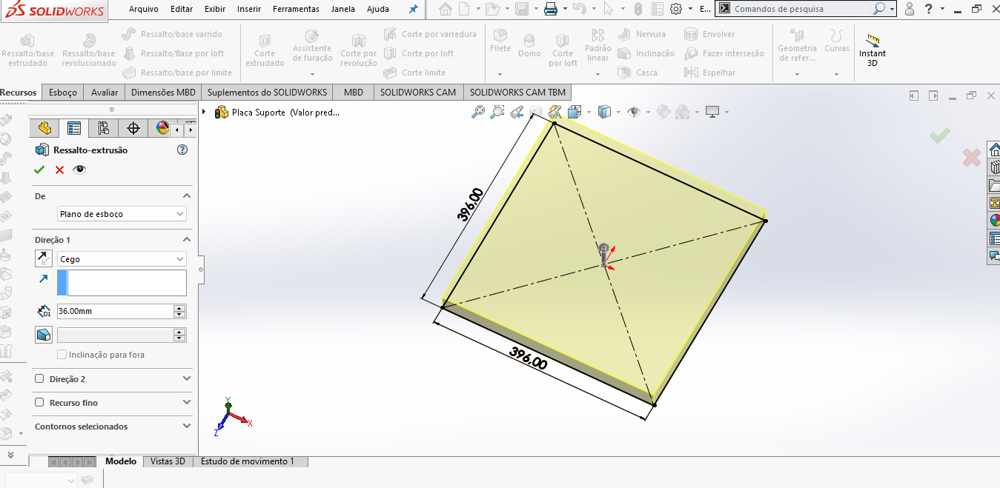 SOLIDWORKS
Arquivo Editar Exibir Inserir Ferramentas Janela Ajuda
E...
Comandos de pesquisa
Ressalto/base extrudado
Ressalto/base revolucionado
Ressalto/base varrido
Ressalto/Base por loft
Ressalto/base por limite
Corte extrudado
Assistente de furação
Corte por revolução
Corte por varredura
Corte por loft
Corte limite
Filete
Domo
Corte por loft
Padrão linear
Nervura
Inclinação
Casca
Envolver
Fazer interseção
Espelhar
Geometria de refer...
Curvas
Instant 3D
Recursos Esboço Avaliar Dimensões MBD Suplementos do SOLIDWORKS MBD SOLIDWORKS CAM SOLIDWORKS CAM TBM
Placa Suporte (Valor pred...
Ressalto-extrusão
De
Plano de esboço
Direção 1
Cego
D1
36.00mm
Inclinação para fora
Direção 2
Recurso fino
Contornos selecionados
396,00
396,00
Y
X
Z
Modelo Vistas 3D Estudo de movimento 1